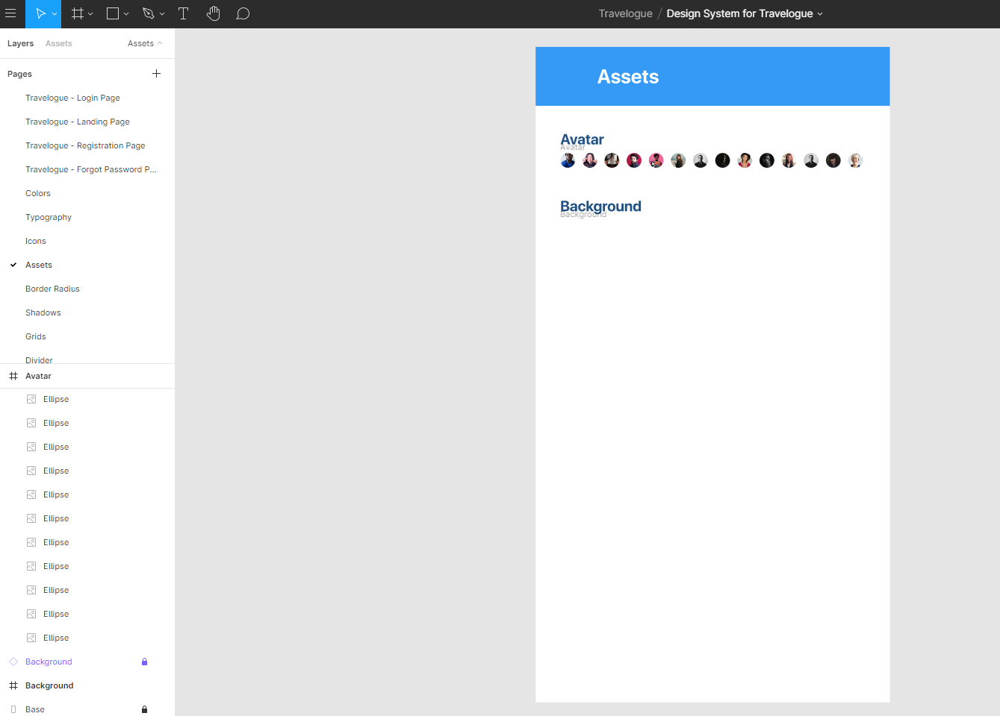 Travelogue / Design System for Travelogue
Layers Assets Assets
Pages
Travelogue - Login Page
Travelogue - Landing Page
Travelogue - Registration Page
Travelogue - Forgot Password P...
Colors
Typography
Icons
Assets
Border Radius
Shadows
Grids
Divider
Avatar
Ellipse
Ellipse
Ellipse
Ellipse
Ellipse
Ellipse
Ellipse
Ellipse
Ellipse
Ellipse
Ellipse
Background
Background
Base
Assets
Avatar
Avatar
Background
Background